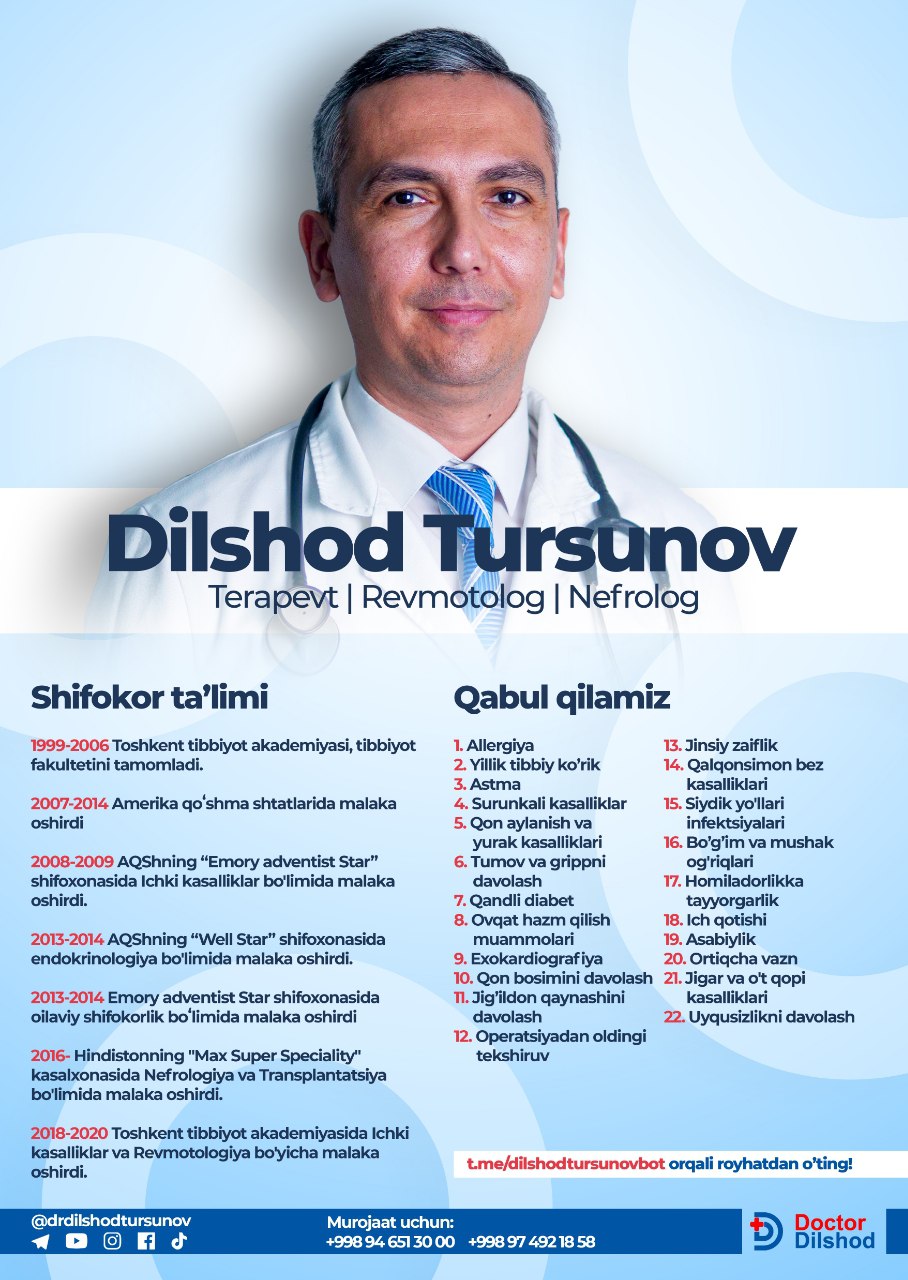 Dilshod Tursunov
Terapevt | Revmotolog | Nefrolog
Shifokor ta’limi
1999-2006 Toshkent tibbiyot akademiyasi, tibbiyot
fakultetini tamomladi.
2007-2014 Amerika qoʻshma shtatlarida malaka
oshirdi
2008-2009 AQShning “Emory adventist Star”
shifoxonasida Ichki kasalliklar bo'limida malaka
oshirdi.
2013-2014 AQShning “Well Star” shifoxonasida
endokrinologiya bo'limida malaka oshirdi.
2013-2014 Emory adventist Star shifoxonasida
oilaviy shifokorlik boʻlimida malaka oshirdi
2016- Hindistonning "Max Super Speciality"
kasalxonasida Nefrologiya va Transplantatsiya
bo'limida malaka oshirdi.
2018-2020 Toshkent tibbiyot akademiyasida Ichki
kasalliklar va Revmotologiya bo'yicha malaka
oshirdi.
Qabul qilamiz
1. Allergiya
2. Yillik tibbiy ko’rik
3. Astma
4. Surunkali kasalliklar
5. Qon aylanish va
yurak kasalliklari
6. Tumov va grippni
davolash
7. Qandli diabet
8. Ovqat hazm qilish
muammolari
9. Exokardiografiya
10. Qon bosimini davolash
11. Jig’ildon qaynashini
davolash
12. Operatsiyadan oldingi
tekshiruv
13. Jinsiy zaiflik
14. Qalqonsimon bez
kasalliklari
15. Siydik yo'llari
infektsiyalari
16. Bo’g’im va mushak
og'riqlari
17. Homiladorlikka
tayyorgarlik
18. Ich qotishi
19. Asabiylik
20. Ortiqcha vazn
21. Jigar va o't qopi
kasalliklari
22. Uyqusizlikni davolash
t.me/dilshodtursunovbot orqali royhatdan o’ting!
@drdilshodtursunov
Murojaat uchun:
+998 94 651 30 00 +998 97 492 18 58
Doctor
Dilshod